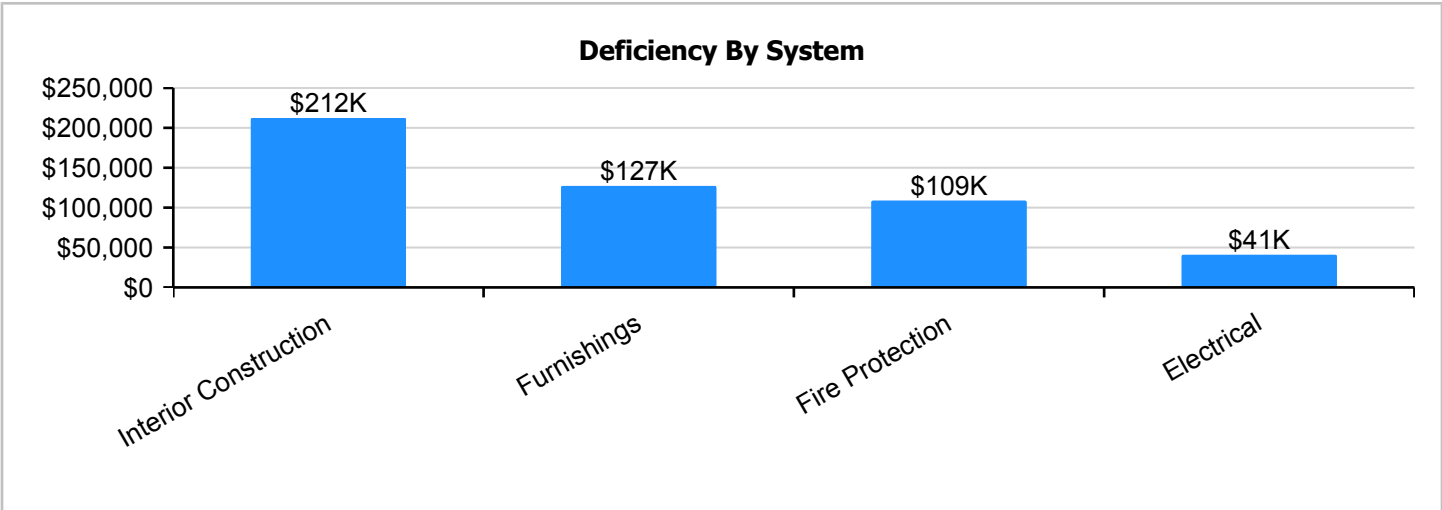 Deficiency By System
$250,000
$200,000
$150,000
$100,000
$50,000
$0
$212K
$127K
$109K
$41K
Interior Construction
Furnishings
Fire Protection
Electrical